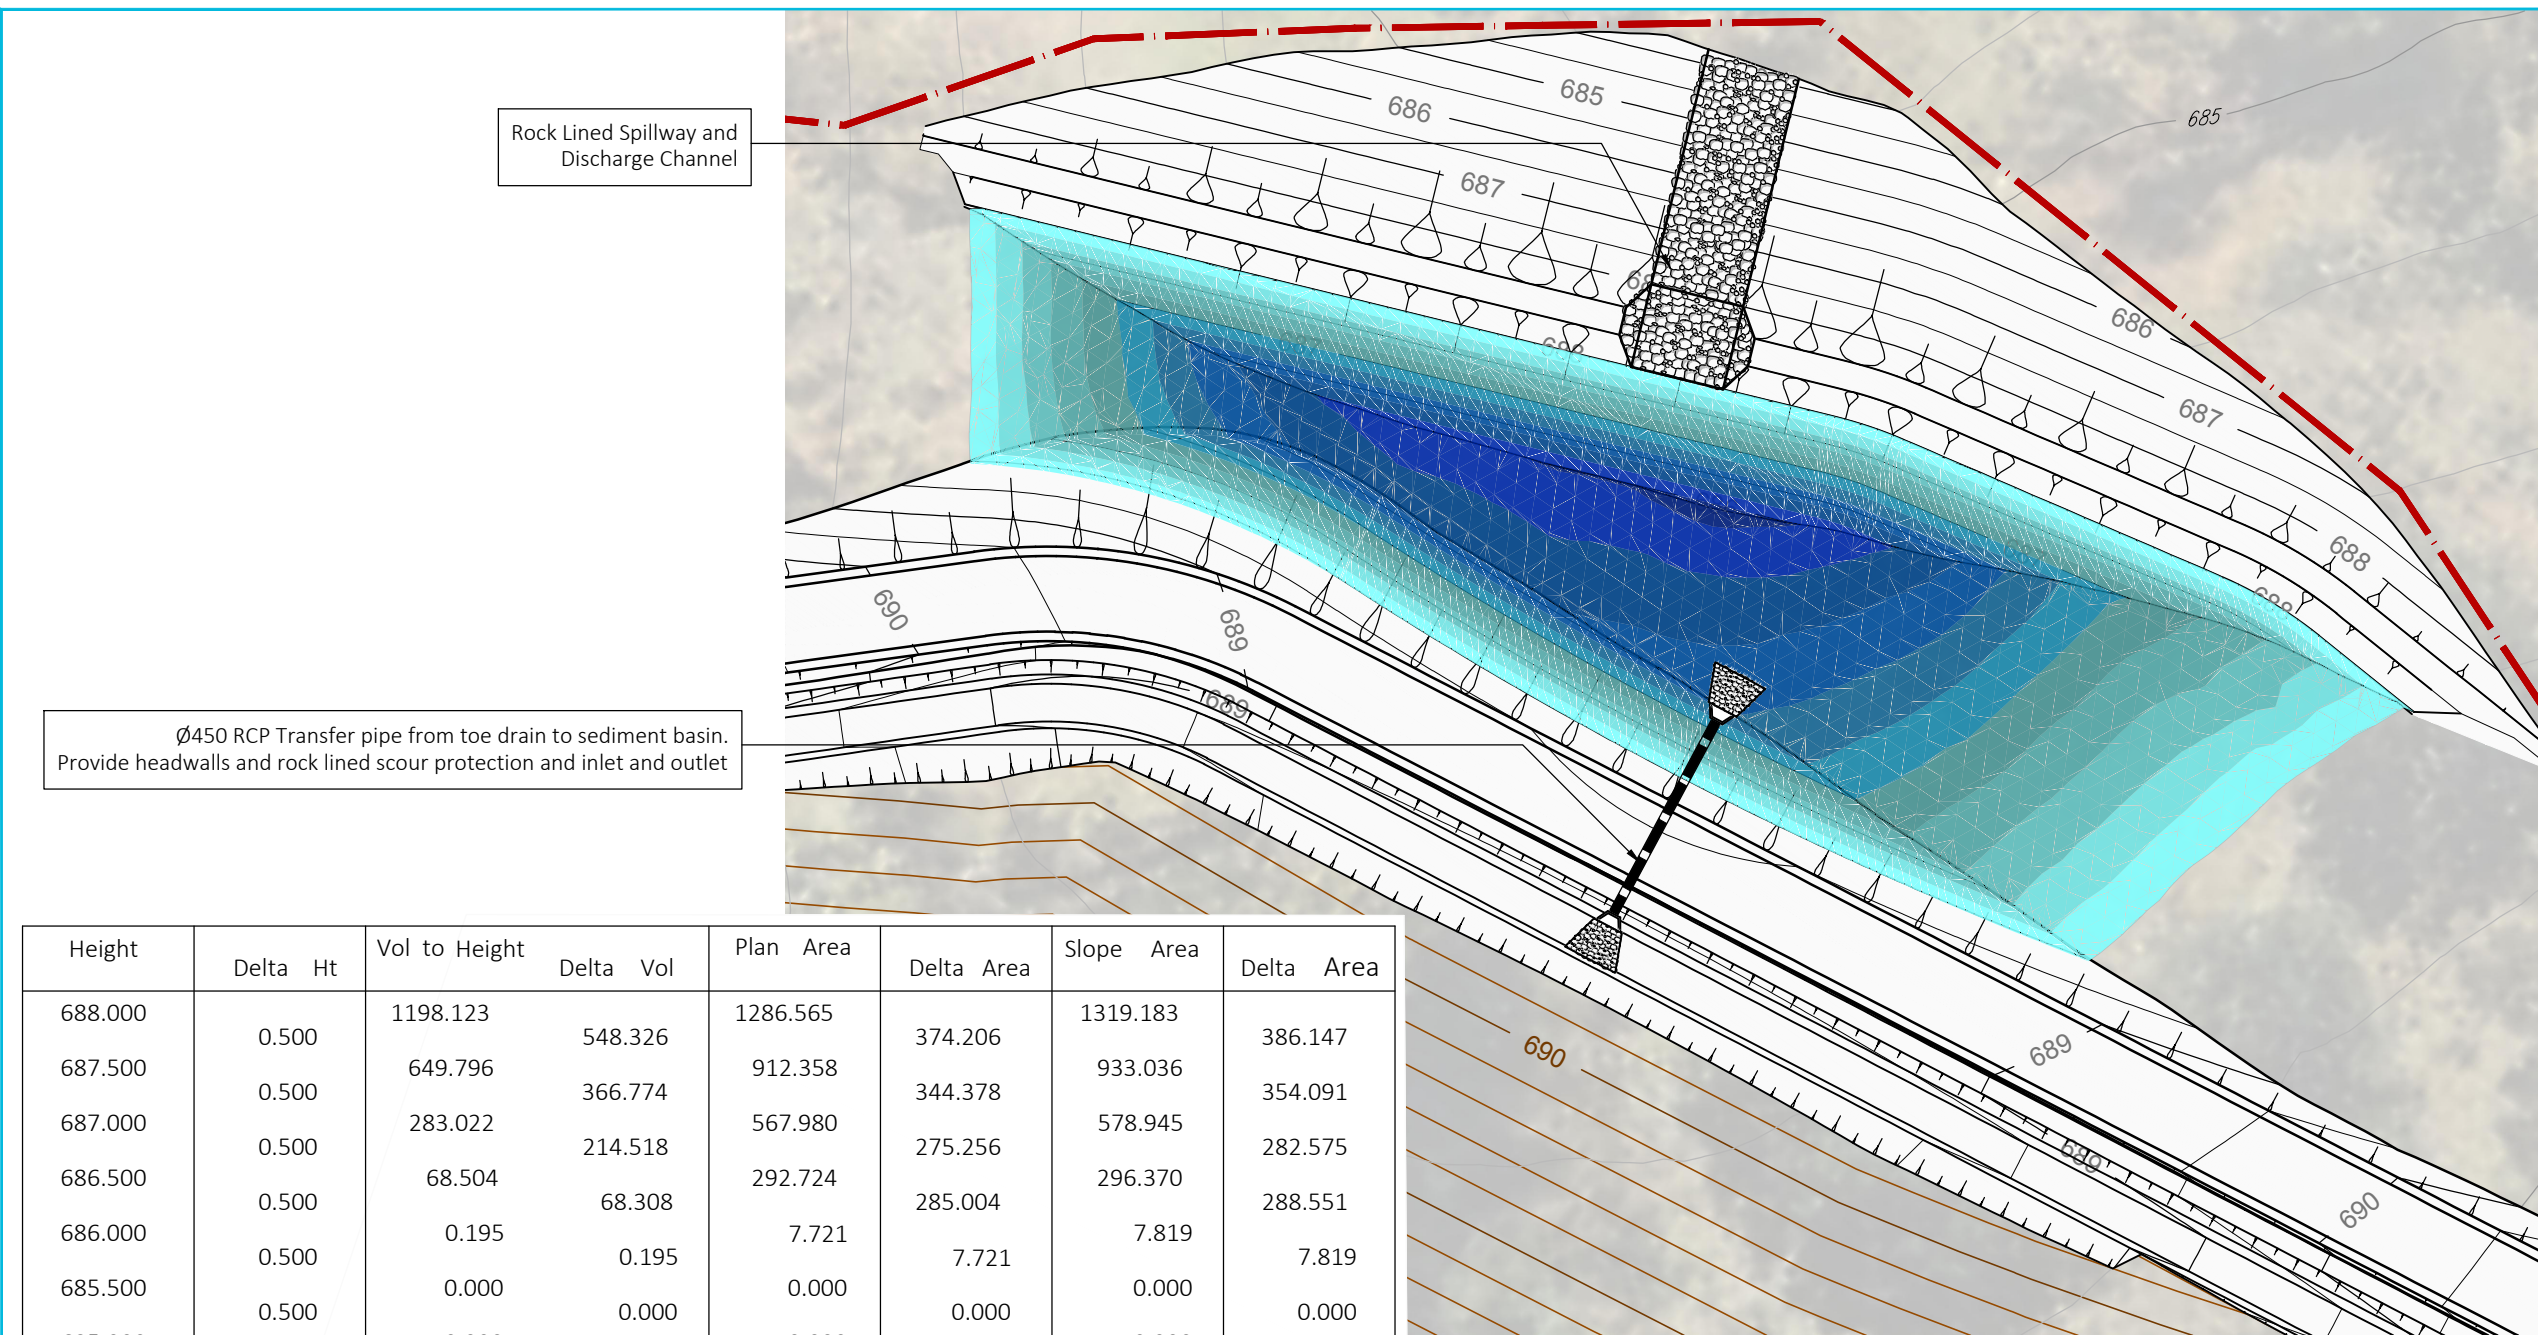 Rock Lined Spillway and
Discharge Channel
685
686
687
685
686
687
688
688
690
689
689
Ø450 RCP Transfer pipe from toe drain to sediment basin.
Provide headwalls and rock lined scour protection and inlet and outlet
690
689
689
690
Height Delta Ht Vol to Height Delta Vol Plan Area Delta Area Slope Area Delta Area
688.000 1198.123 1286.565 1319.183
0.500 548.326 374.206 386.147
687.500 649.796 912.358 933.036
0.500 366.774 344.378 354.091
687.000 283.022 567.980 578.945
0.500 214.518 275.256 282.575
686.500 68.504 292.724 296.370
0.500 68.308 285.004 288.551
686.000 0.195 7.721 7.819
0.500 0.195 7.721 7.819
685.500 0.000 0.000 0.000
0.500 0.000 0.000 0.000